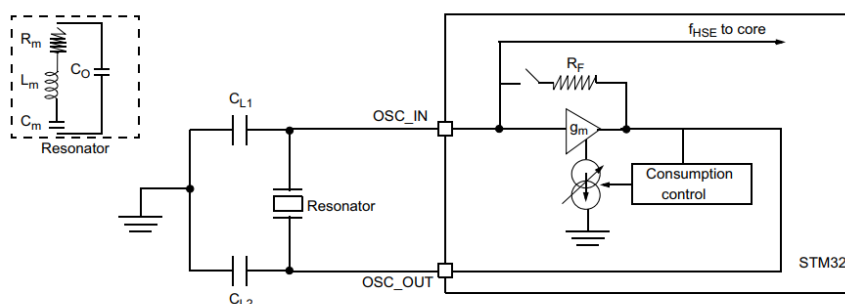 Rm
Lm
CO
Cm
Resonator
fHSE to core
RF
CL1
OSC_IN
gm
Consumption
control
Resonator
STM32
OSC_OUT
CL2